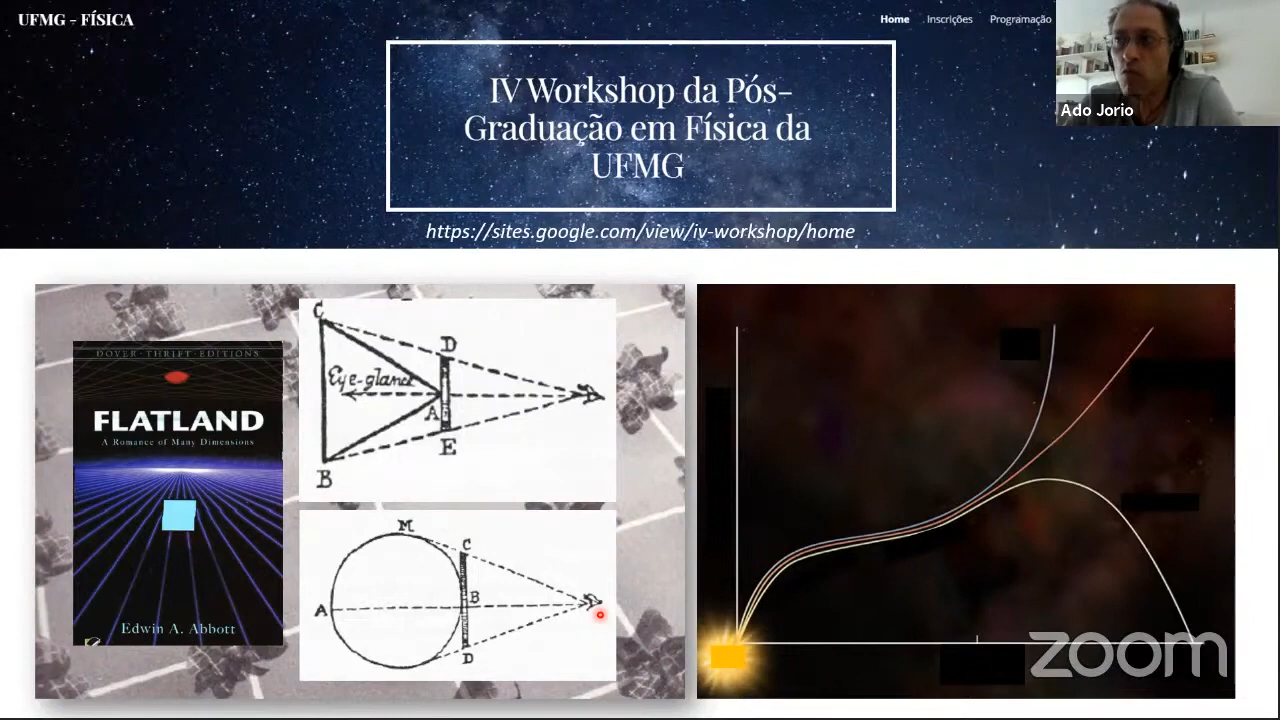 UFMG - FÍSICA
Home Inscrições Programação
Ado Jorio
IV Workshop da Pós-
Graduação em Física da
UFMG
https://sites.google.com/view/iv-workshop/home
DOVER·THRIFT·EDITIONS
FLATLAND
A Romance of Many Dimensions
Edwin A. Abbott
C
D
Eye-glance
A
E
B
M
C
A
B
D
zoom